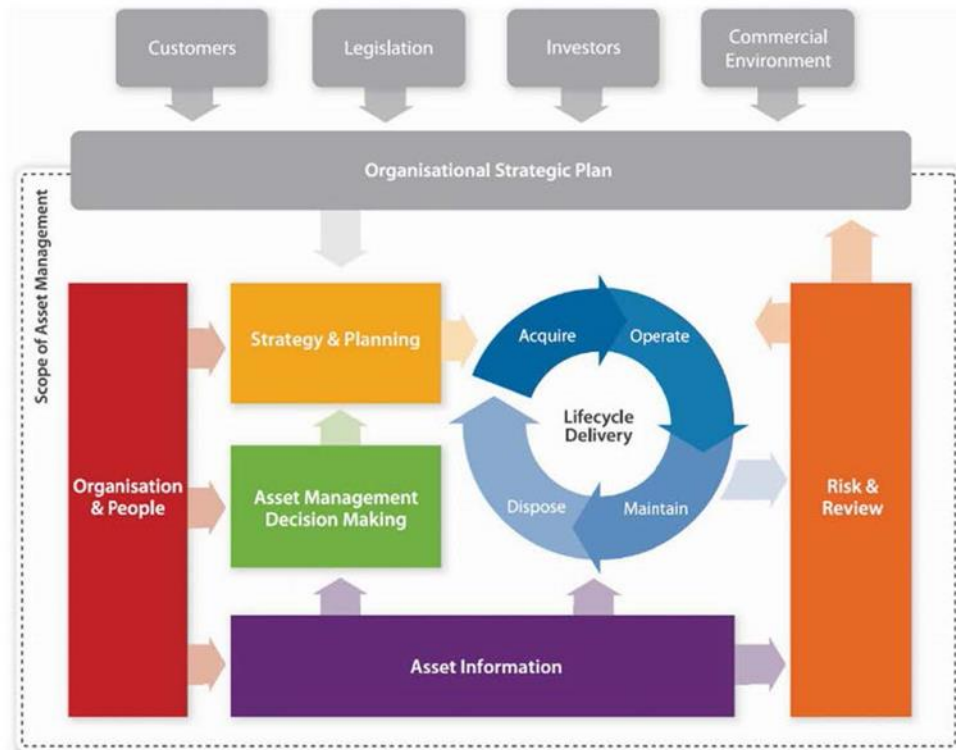 Customers
Legislation
Investors
Commercial
Environment
Organisational Strategic Plan
Scope of Asset Management
Strategy & Planning
Acquire
Operate
Lifecycle
Delivery
Organisation
& People
Asset Management
Decision Making
Dispose
Maintain
Risk &
Review
Asset Information